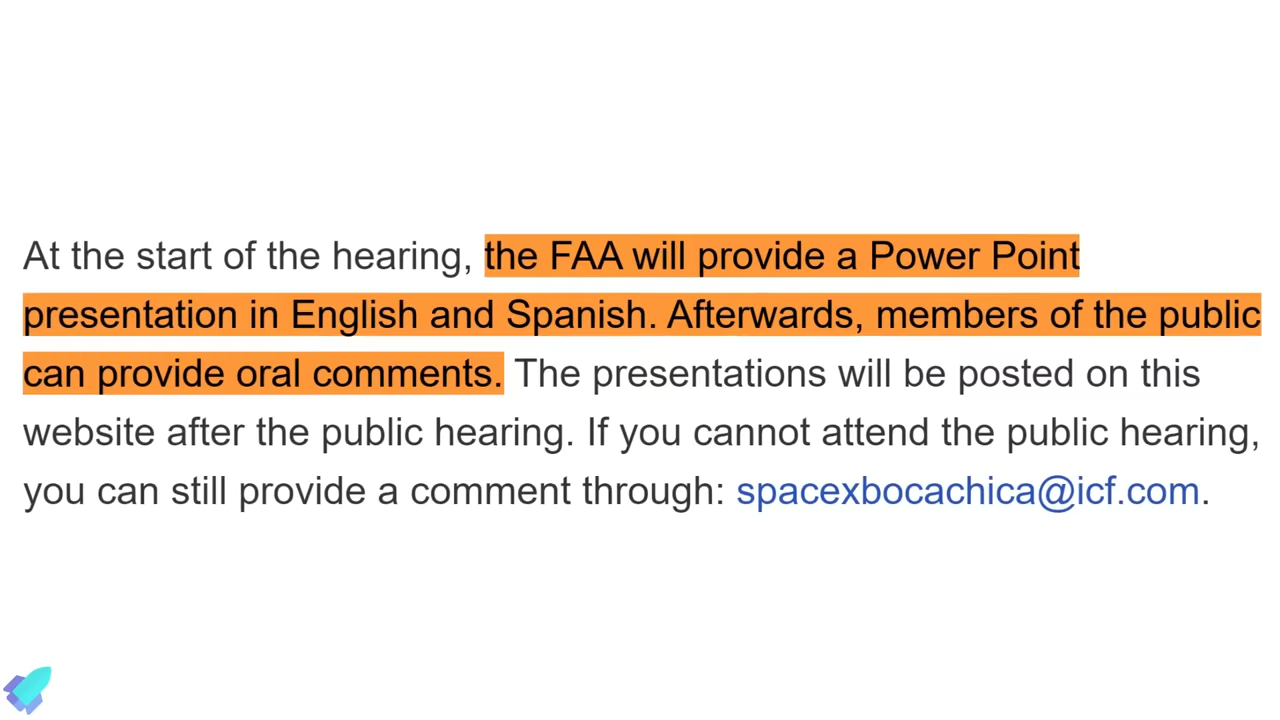 At the start of the hearing, the FAA will provide a Power Point
presentation in English and Spanish. Afterwards, members of the public
can provide oral comments. The presentations will be posted on this
website after the public hearing. If you cannot attend the public hearing,
you can still provide a comment through: spacexbocachica@icf.com.